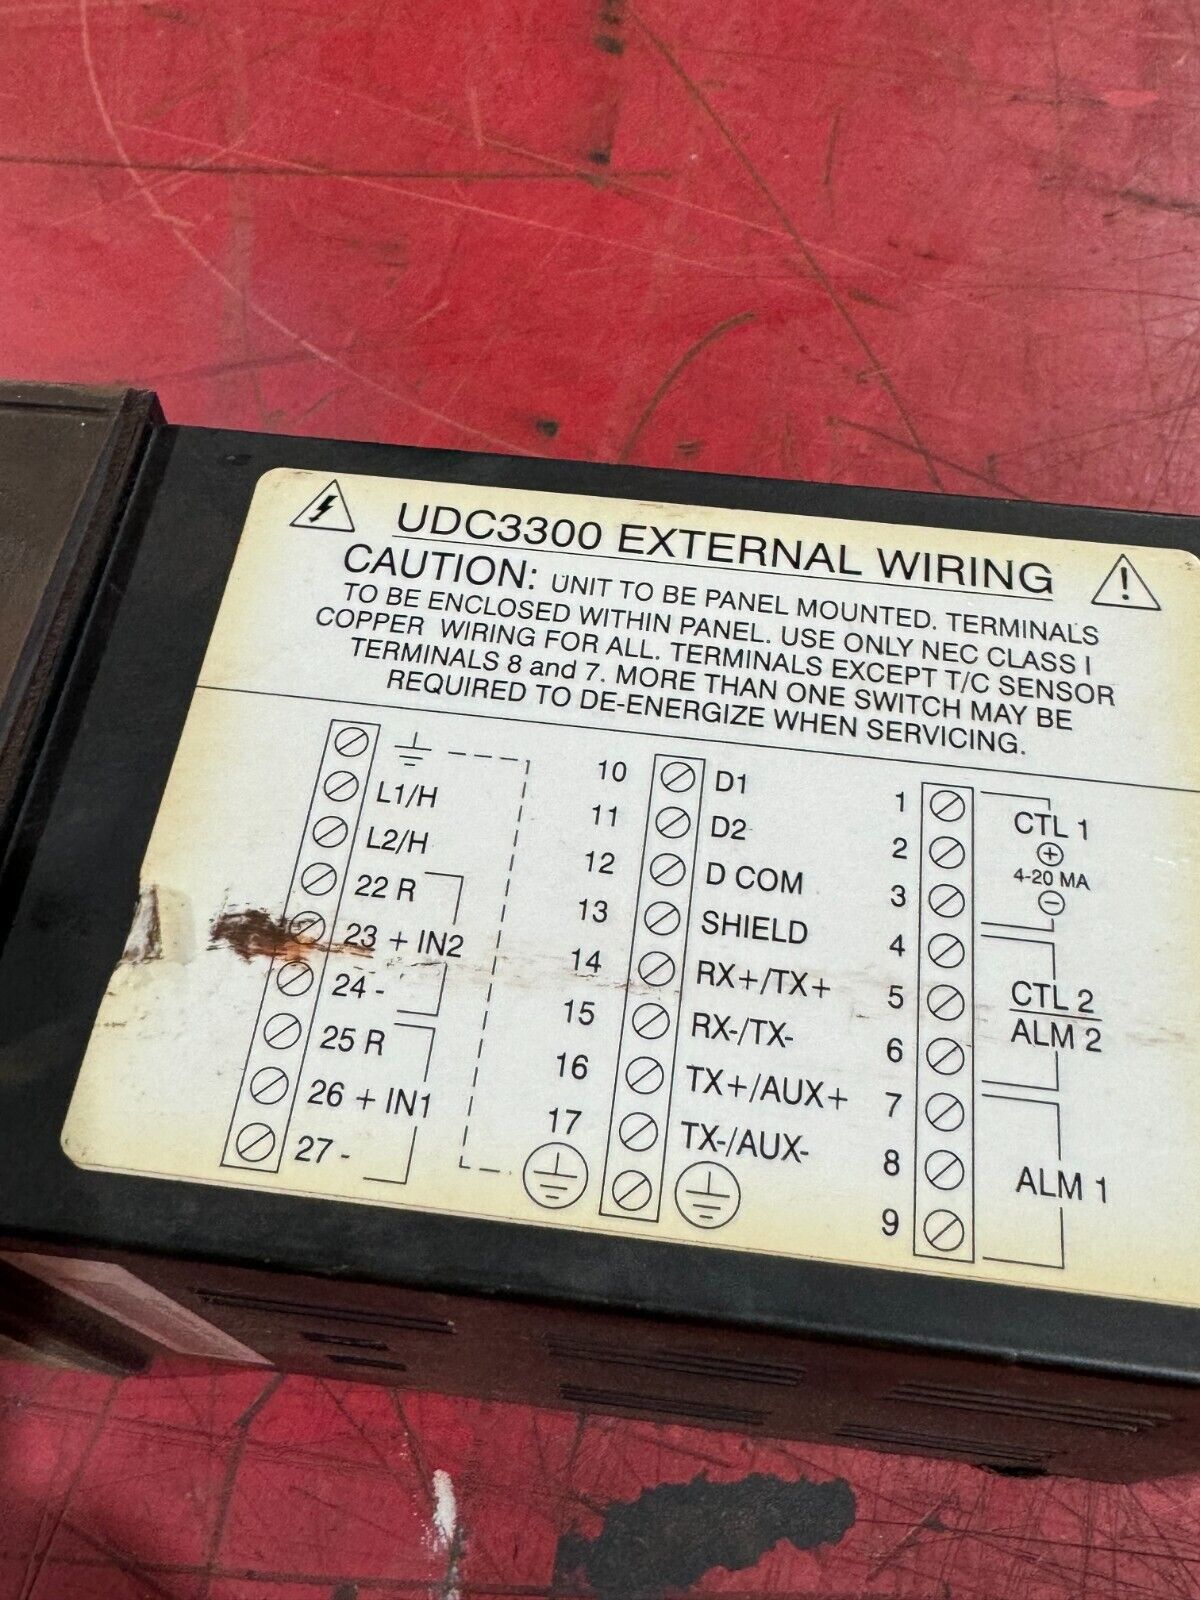 UDC3300 EXTERNAL WIRING
CAUTION: UNIT TO BE PANEL MOUNTED. TERMINALS
TO BE ENCLOSED WITHIN PANEL. USE ONLY NEC CLASS I
COPPER WIRING FOR ALL. TERMINALS EXCEPT T/C SENSOR
TERMINALS 8 and 7. MORE THAN ONE SWITCH MAY BE
REQUIRED TO DE-ENERGIZE WHEN SERVICING.
L1/H
L2/H
22 R
23 + IN2
24 -
25 R
26 + IN1
27 -
10 D1
11 D2
12 D COM
13 SHIELD
14 RX+/TX+
15 RX-/TX-
16 TX+/AUX+
17 TX-/AUX-
1
2
3
CTL 1
+
4-20 MA
-
4
5
6
CTL 2
ALM 2
7
8
9
ALM 1